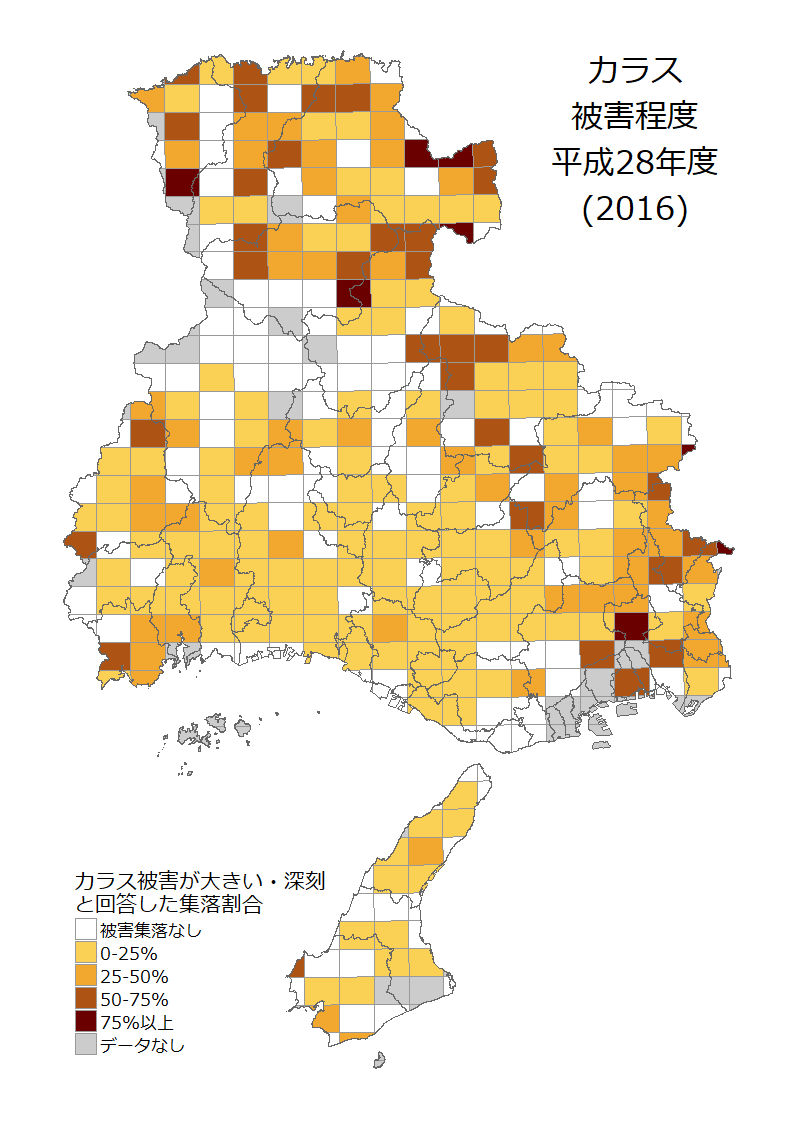 カラス
被害程度
平成28年度
(2016)
カラス被害が大きい・深刻
と回答した集落割合
被害集落なし
0-25%
25-50%
50-75%
75%以上
データなし